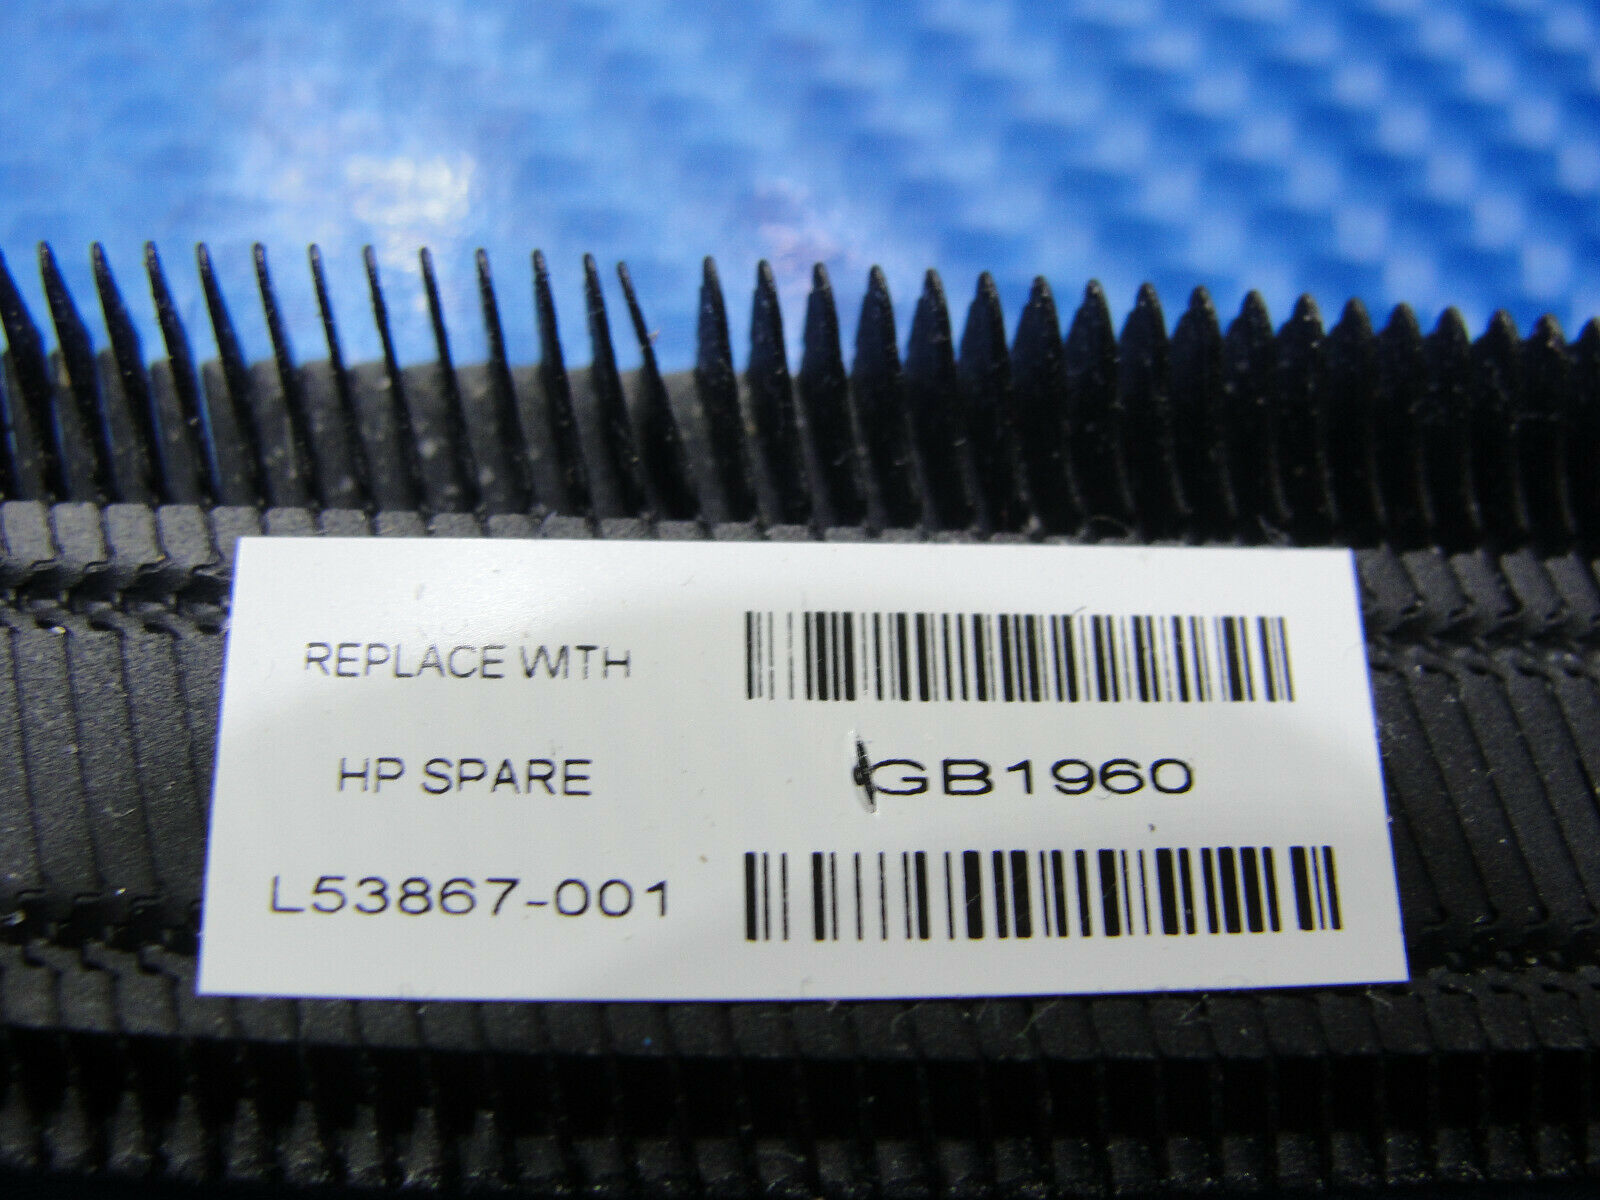 REPLACE WITH
HP SPARE
L53867-001
GB1960